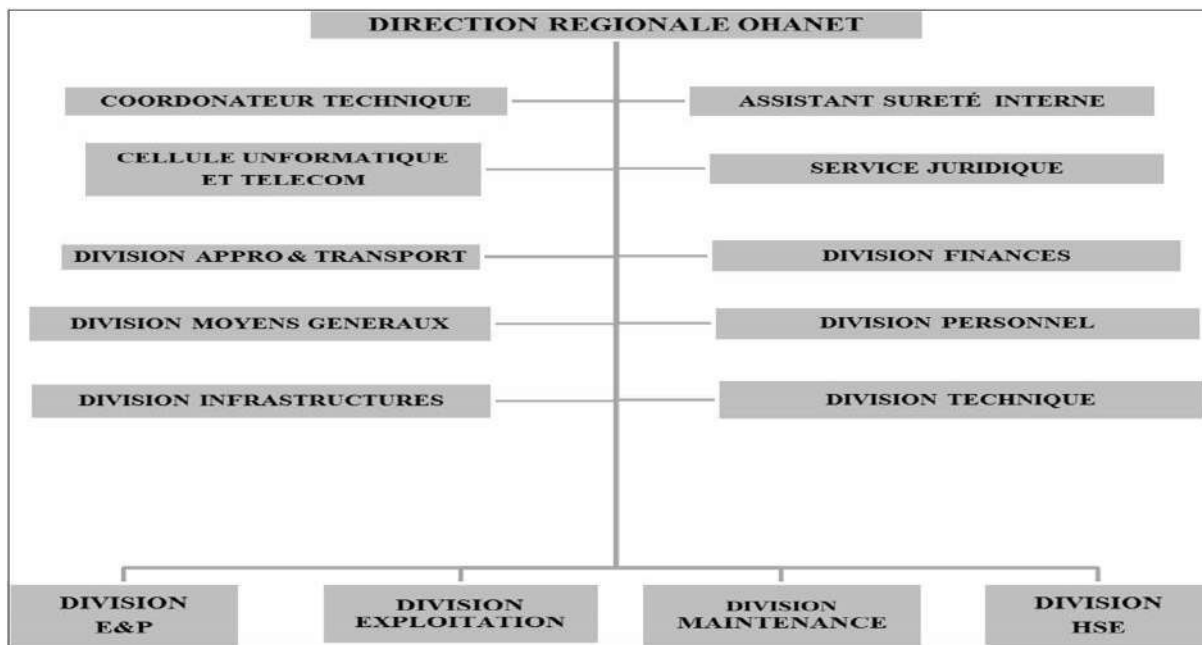 DIRECTION REGIONALE OHANET
COORDONATEUR TECHNIQUE
ASSISTANT SURETÉ INTERNE
CELLULE UNFORMATIQUE
ET TELECOM
SERVICE JURIDIQUE
DIVISION APPRO & TRANSPORT
DIVISION FINANCES
DIVISION MOYENS GENERAUX
DIVISION PERSONNEL
DIVISION INFRASTRUCTURES
DIVISION TECHNIQUE
DIVISION
E&P
DIVISION
EXPLOITATION
DIVISION
MAINTENANCE
DIVISION
HSE